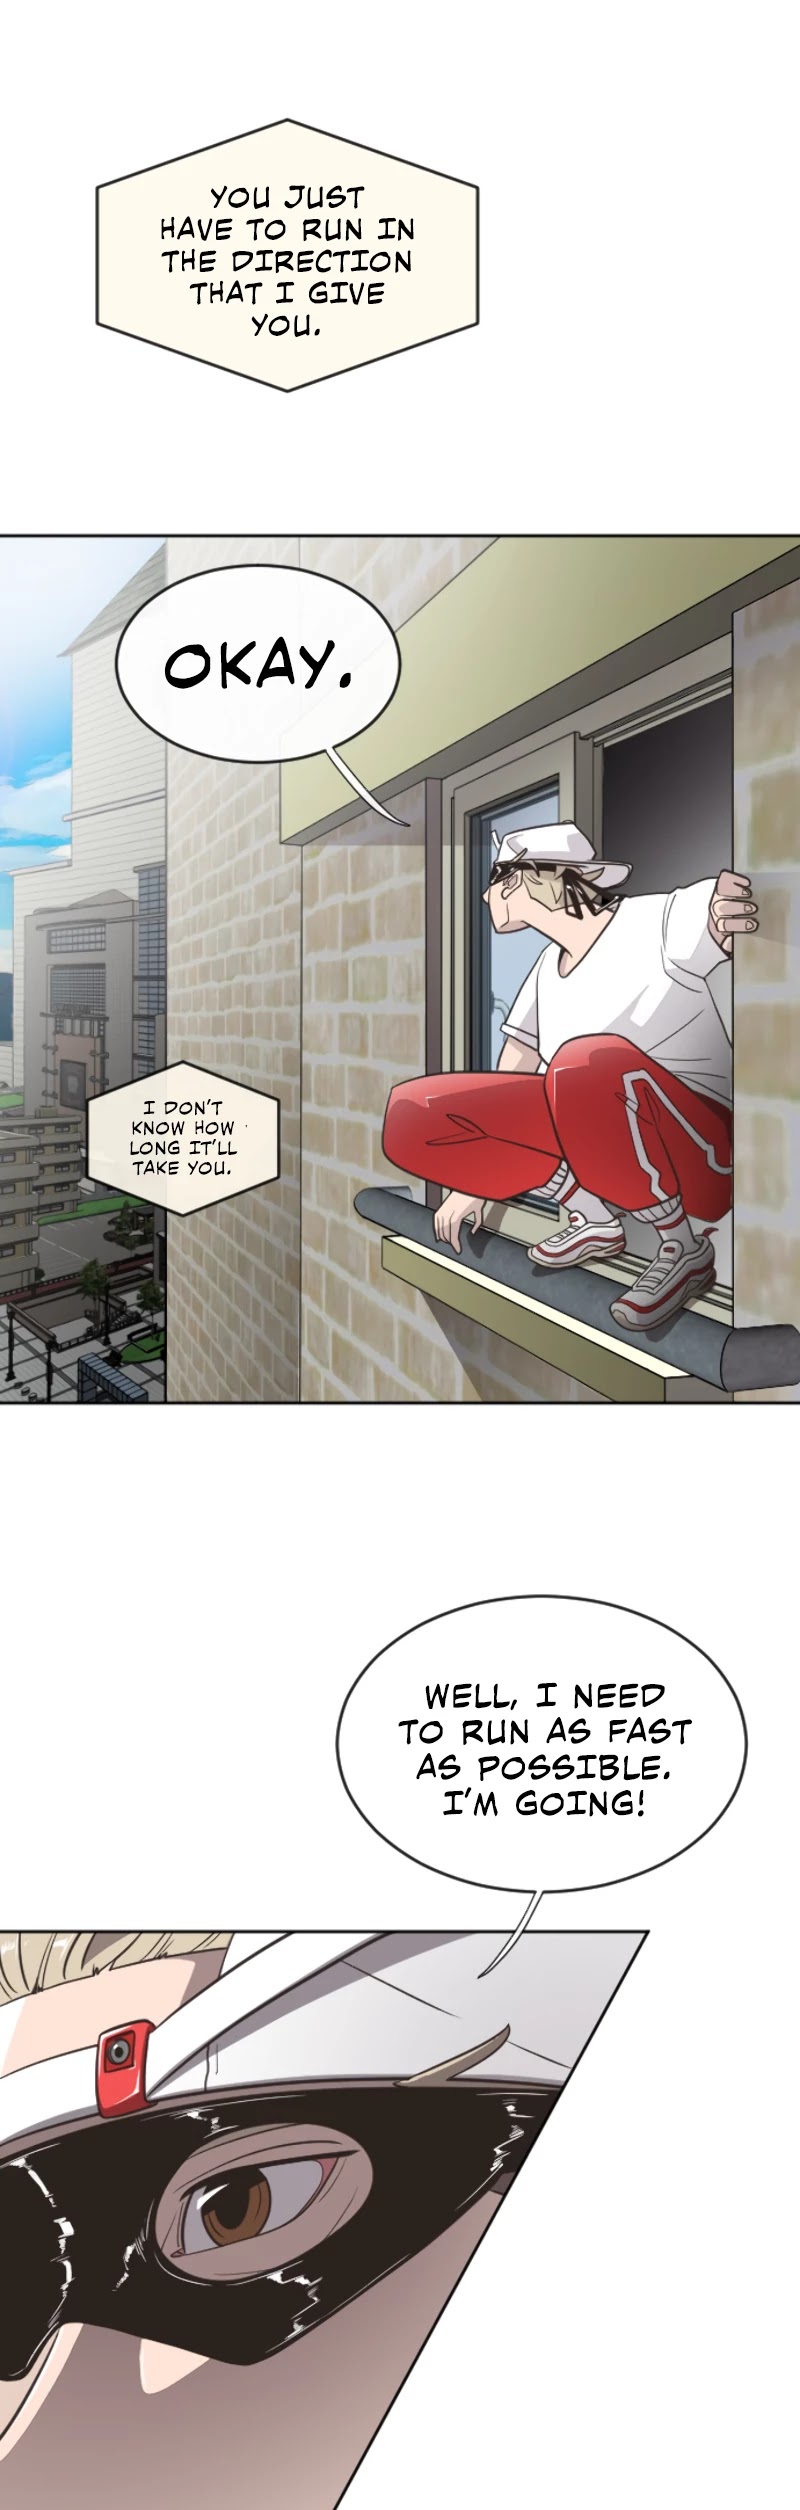 YOU JUST
HAVE TO RUN IN
THE DIRECTION
THAT I GIVE
YOU.
OKAY.
I DON'T
KNOW HOW
LONG IT'LL
TAKE YOU.
WELL, I NEED
TO RUN AS FAST
AS POSSIBLE.
I'M GOING!